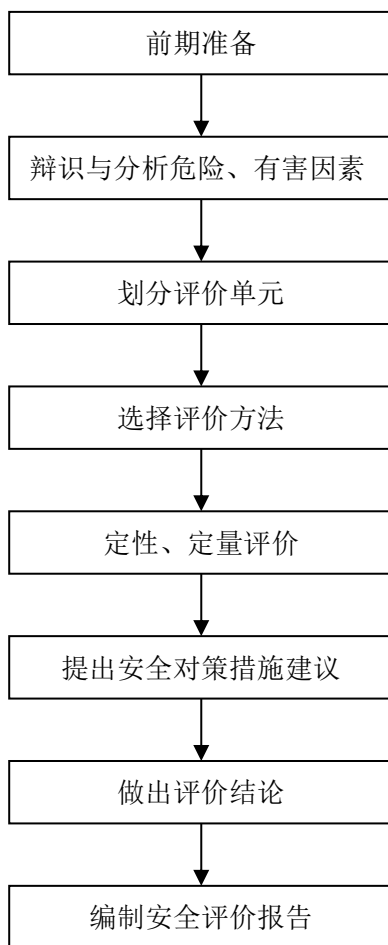 前期准备
辩识与分析危险、有害因素
划分评价单元
选择评价方法
定性、定量评价
提出安全对策措施建议
做出评价结论
编制安全评价报告